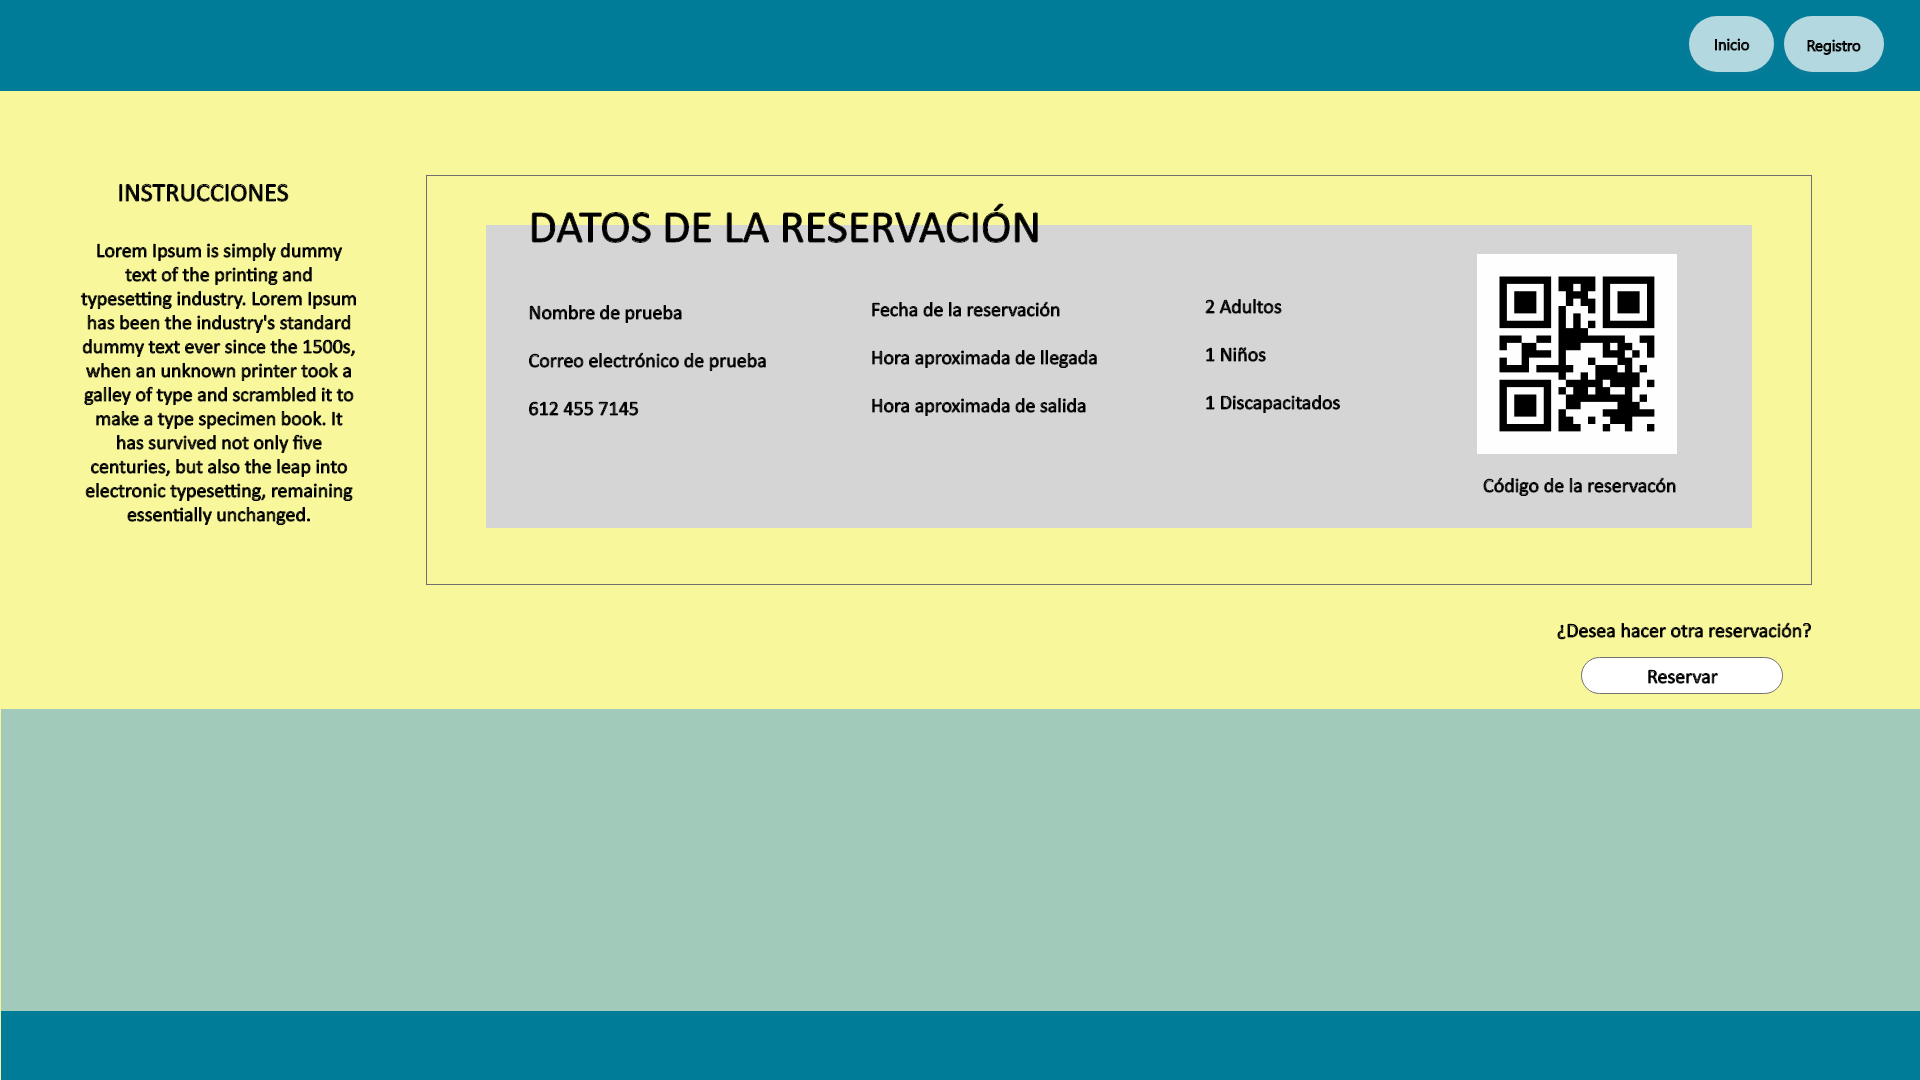 Inicio
Registro
INSTRUCCIONES
Lorem Ipsum is simply dummy
text of the printing and
typesetting industry. Lorem Ipsum
has been the industry's standard
dummy text ever since the 1500s,
when an unknown printer took a
galley of type and scrambled it to
make a type specimen book. It
has survived not only five
centuries, but also the leap into
electronic typesetting, remaining
essentially unchanged.
DATOS DE LA RESERVACIÓN
Nombre de prueba
Correo electrónico de prueba
612 455 7145
Fecha de la reservación
Hora aproximada de llegada
Hora aproximada de salida
2 Adultos
1 Niños
1 Discapacitados
Código de la reservacón
¿Desea hacer otra reservación?
Reservar